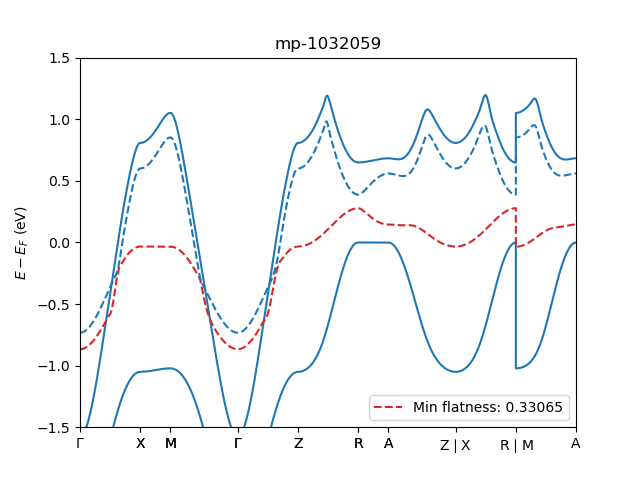 mp-1032059
E − E_F (eV)
1.5
1.0
0.5
0.0
−0.5
−1.0
−1.5
Min flatness: 0.33065
Γ X M Γ Z R A Z | X R | M A